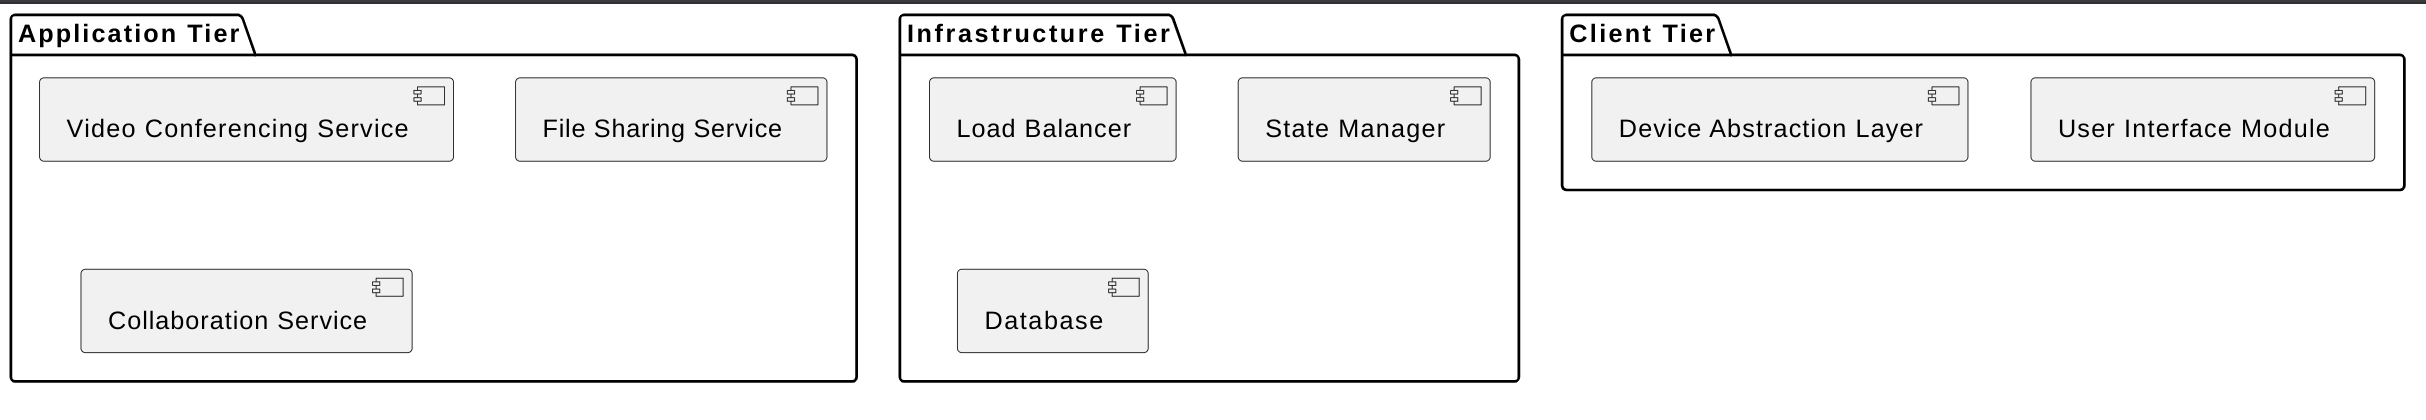 Application Tier
Video Conferencing Service
File Sharing Service
Collaboration Service
Infrastructure Tier
Load Balancer
State Manager
Database
Client Tier
Device Abstraction Layer
User Interface Module